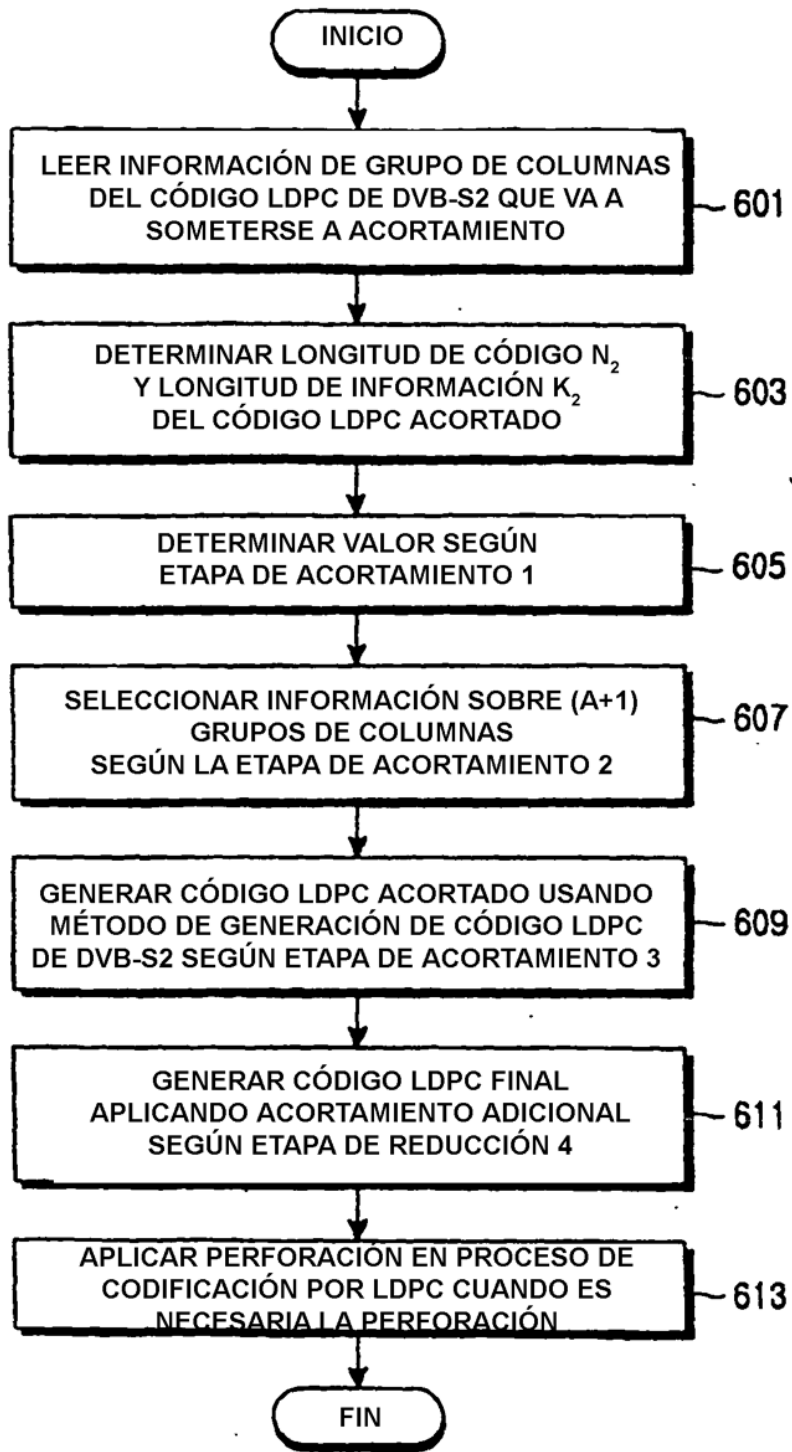 INICIO
LEER INFORMACIÓN DE GRUPO DE COLUMNAS
DEL CÓDIGO LDPC DE DVB-S2 QUE VA A
SOMETERSE A ACORTAMIENTO
601
DETERMINAR LONGITUD DE CÓDIGO N₂
Y LONGITUD DE INFORMACIÓN K₂
DEL CÓDIGO LDPC ACORTADO
603
DETERMINAR VALOR SEGÚN
ETAPA DE ACORTAMIENTO 1
605
SELECCIONAR INFORMACIÓN SOBRE (A+1)
GRUPOS DE COLUMNAS
SEGÚN LA ETAPA DE ACORTAMIENTO 2
607
GENERAR CÓDIGO LDPC ACORTADO USANDO
MÉTODO DE GENERACIÓN DE CÓDIGO LDPC
DE DVB-S2 SEGÚN ETAPA DE ACORTAMIENTO 3
609
GENERAR CÓDIGO LDPC FINAL
APLICANDO ACORTAMIENTO ADICIONAL
SEGÚN ETAPA DE REDUCCIÓN 4
611
APLICAR PERFORACIÓN EN PROCESO DE
CODIFICACIÓN POR LDPC CUANDO ES
NECESARIA LA PERFORACIÓN
613
FIN